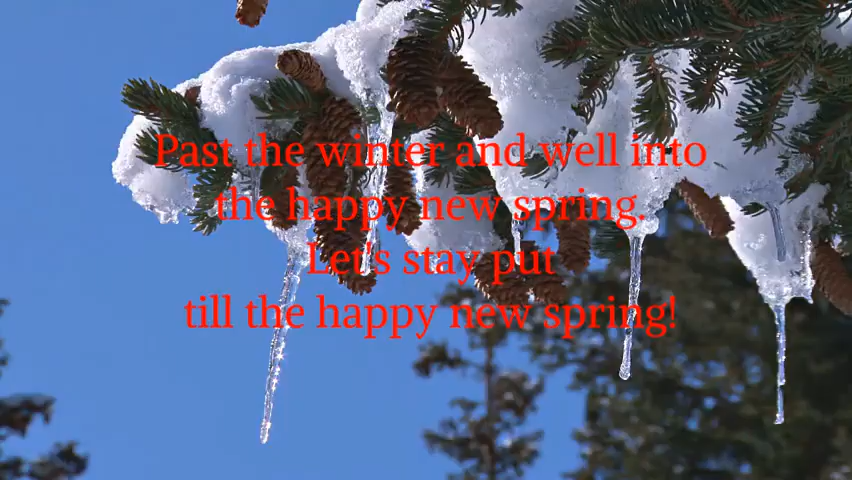 Past the winter and well into
the happy new spring.
Let's stay put
till the happy new spring!